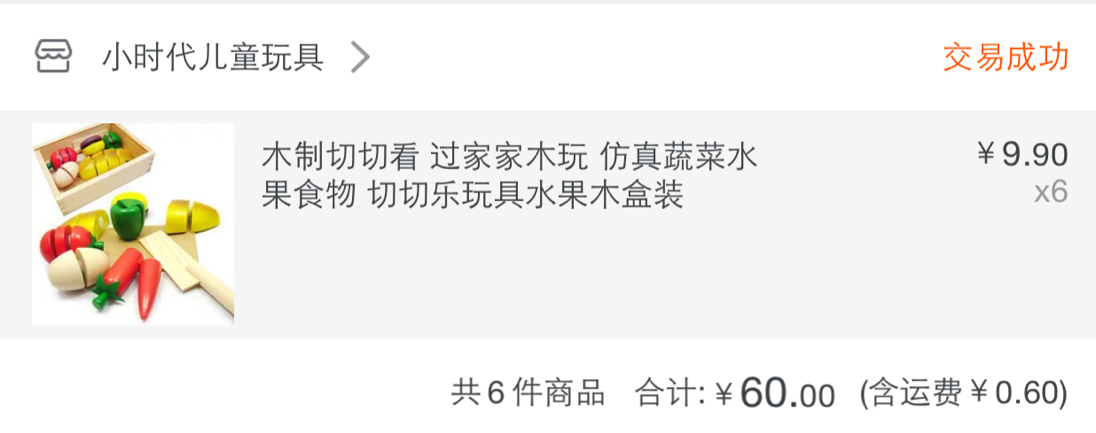 小时代儿童玩具
交易成功
木制切切看 过家家木玩 仿真蔬菜水
果食物 切切乐玩具水果木盒装
¥9.90
x6
共6件商品 合计:¥60.00 (含运费¥0.60)